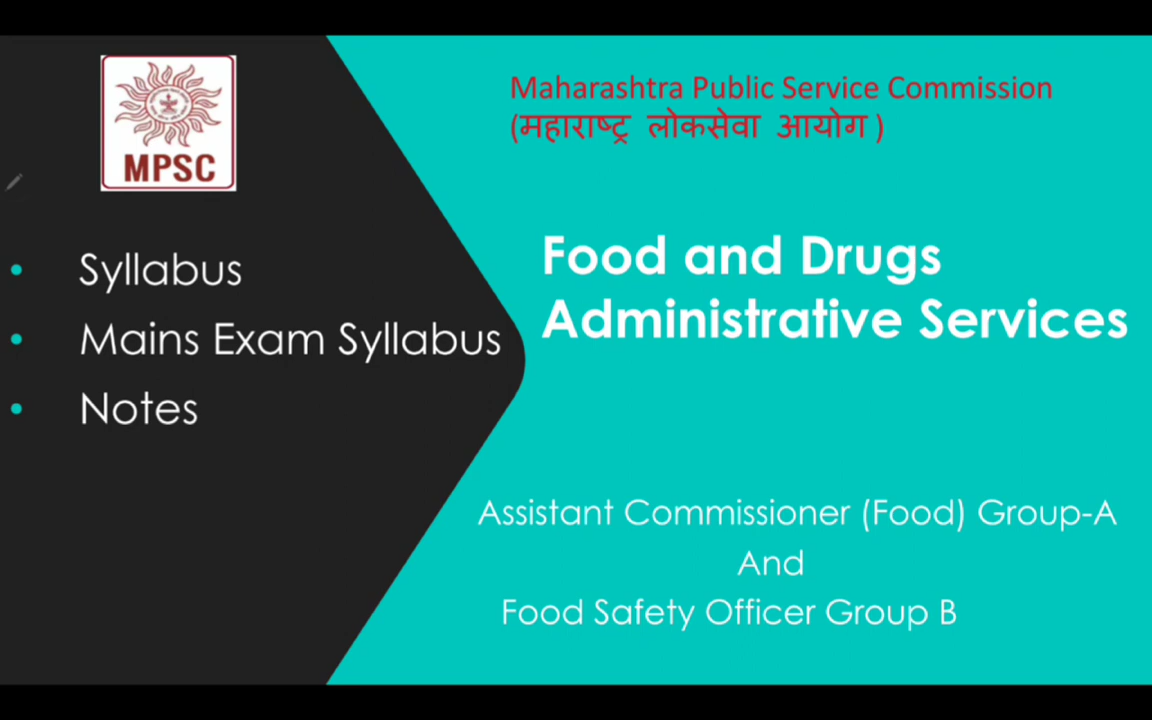 MPSC
Maharashtra Public Service Commission
(महाराष्ट्र लोकसेवा आयोग )
• Syllabus
• Mains Exam Syllabus
• Notes
Food and Drugs
Administrative Services
Assistant Commissioner (Food) Group-A
And
Food Safety Officer Group B